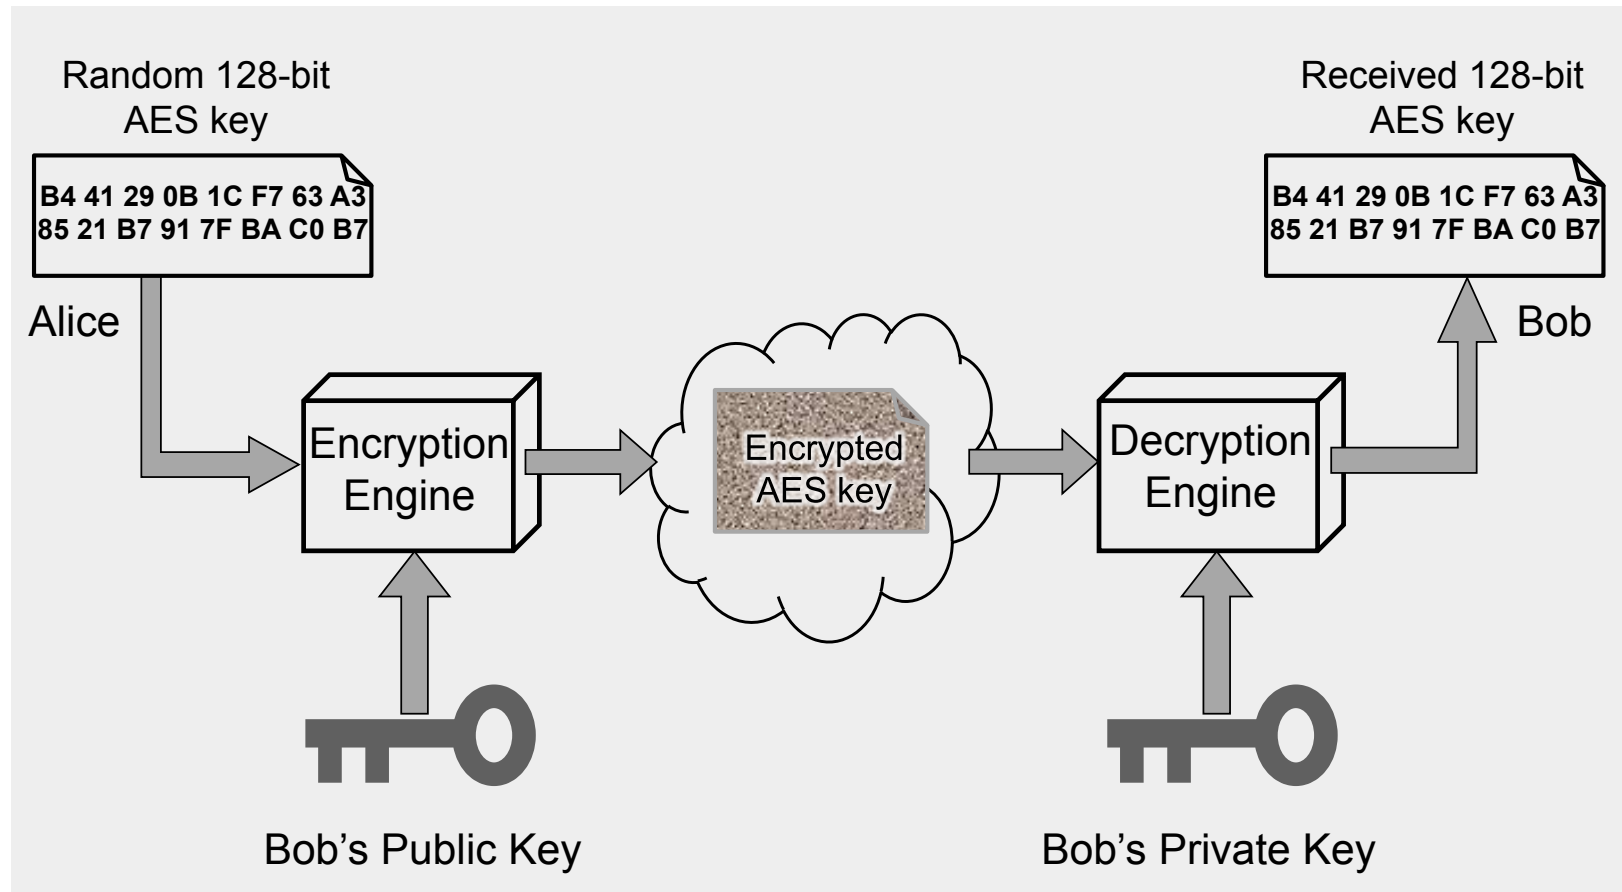 Random 128-bit
AES key
B4 41 29 0B 1C F7 63 A3
85 21 B7 91 7F BA C0 B7
Alice
Encryption
Engine
Bob's Public Key
Encrypted
AES key
Received 128-bit
AES key
B4 41 29 0B 1C F7 63 A3
85 21 B7 91 7F BA C0 B7
Bob
Decryption
Engine
Bob's Private Key